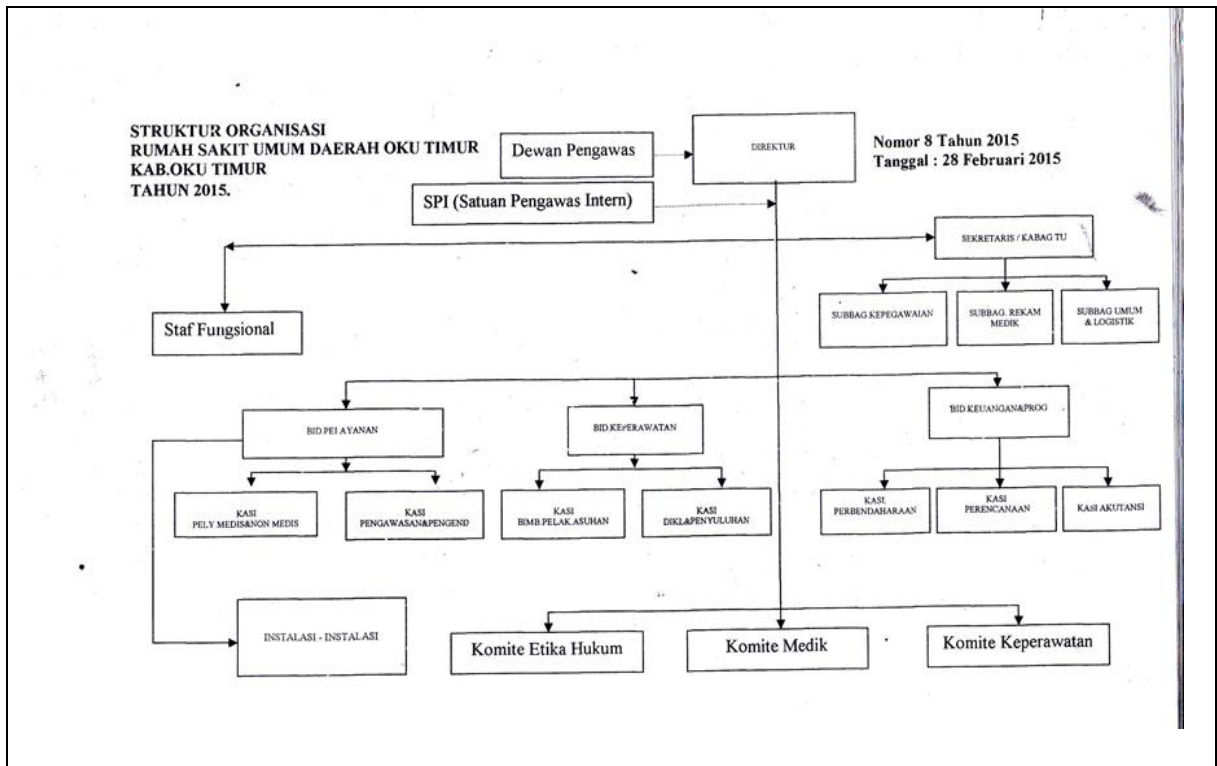 STRUKTUR ORGANISASI
RUMAH SAKIT UMUM DAERAH OKU TIMUR
KAB.OKU TIMUR
TAHUN 2015.
Dewan Pengawas
DIREKTUR
Nomor 8 Tahun 2015
Tanggal : 28 Februari 2015
SPI (Satuan Pengawas Intern)
SEKRETARIS / KABAG TU
Staf Fungsional
SUBBAG.KEPEGAWAIAN
SUBBAG. REKAM
MEDIK
SUBBAG UMUM
& LOGISTIK
BID.PELAYANAN
BID.KEPERAWATAN
BID.KEUANGAN&PROG
KASI
PELY MEDIS&NON MEDIS
KASI
PENGAWASAN&PENGEND
KASI
BIMB.PELAK.ASUHAN
KASI
DIKL&PENYULUHAN
KASI.
PERBENDAHARAAN
KASI
PERENCANAAN
KASI AKUTANSI
INSTALASI - INSTALASI
Komite Etika Hukum
Komite Medik
Komite Keperawatan